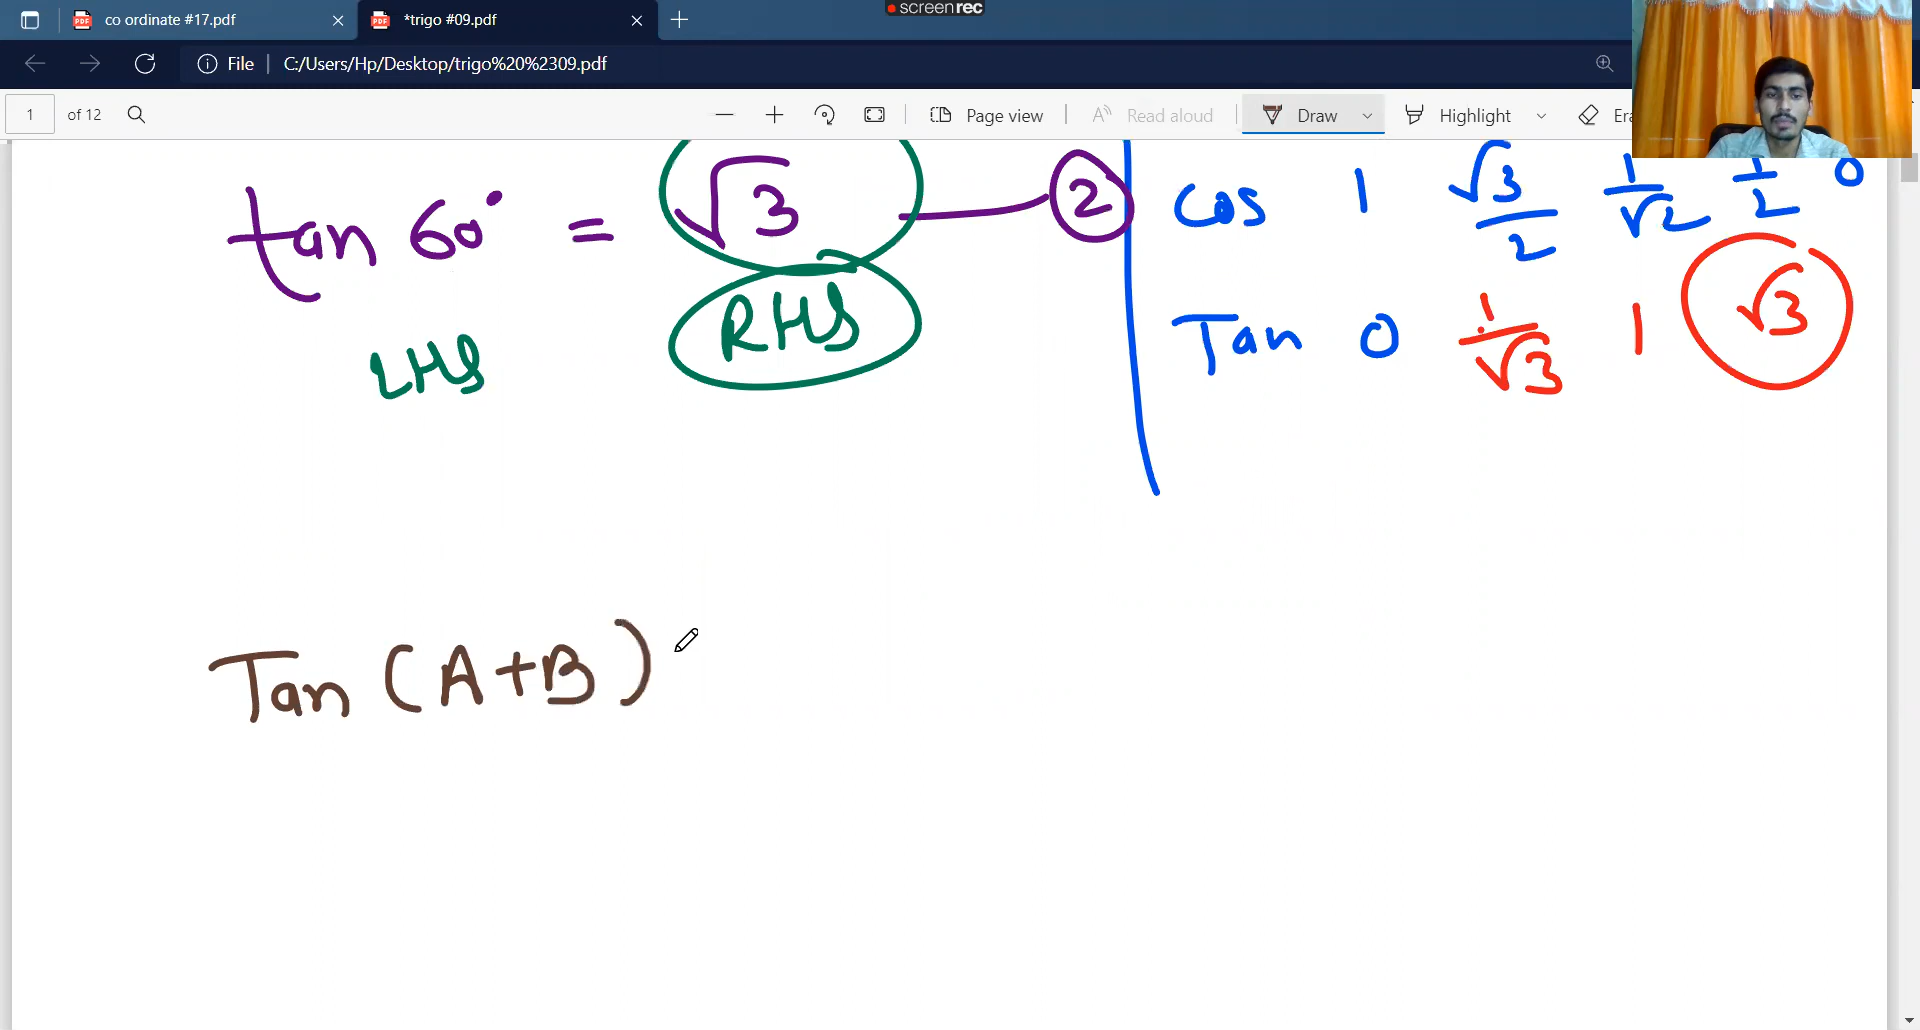 co ordinate #17.pdf
*trigo #09.pdf
screenrec
File
C:/Users/Hp/Desktop/trigo%20%2309.pdf
1 of 12
Page view
Read aloud
Draw
Highlight
Era
tan 60° = √3 — 2
LHS
RHS
Cos 1 √3/2 1/√2 1/2 0
Tan 0 1/√3 1 √3
Tan (A+B)